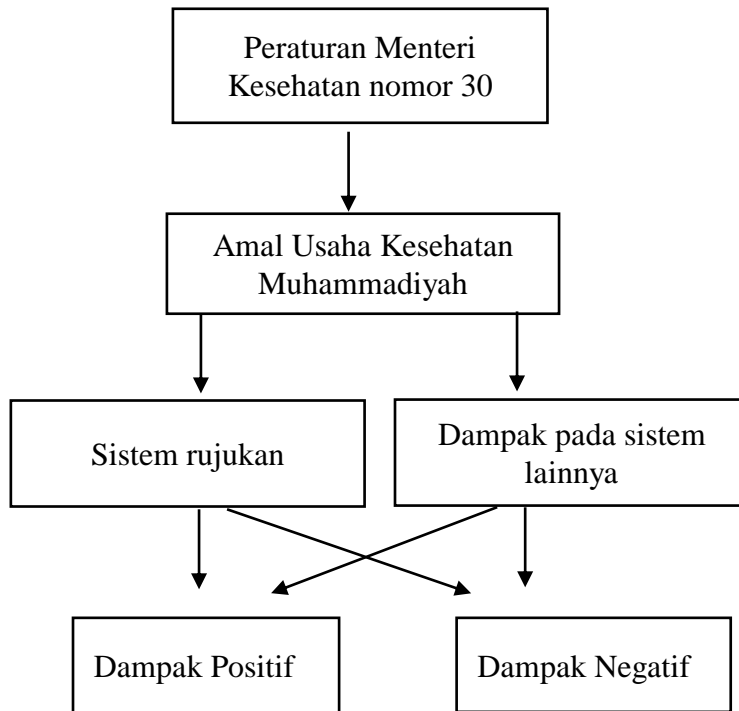 Peraturan Menteri
Kesehatan nomor 30
Amal Usaha Kesehatan
Muhammadiyah
Sistem rujukan
Dampak pada sistem
lainnya
Dampak Positif
Dampak Negatif